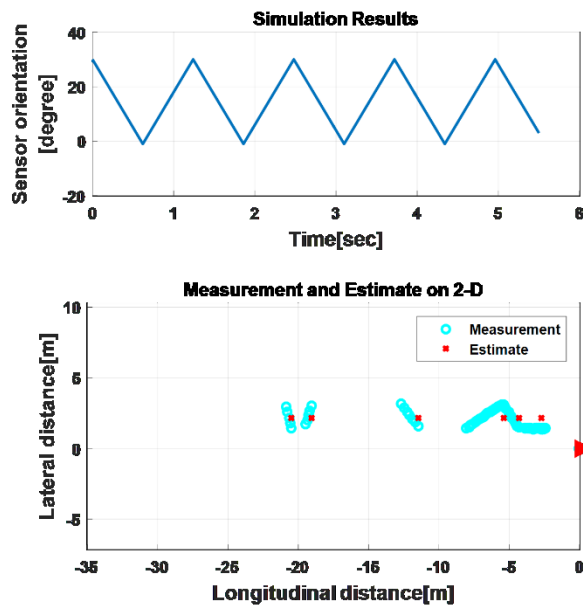 Simulation Results
Sensor orientation
[degree]
40
20
0
-20
0 1 2 3 4 5 6
Time[sec]
Measurement and Estimate on 2-D
Lateral distance[m]
10
5
0
-5
Measurement
Estimate
-35 -30 -25 -20 -15 -10 -5 0
Longitudinal distance[m]